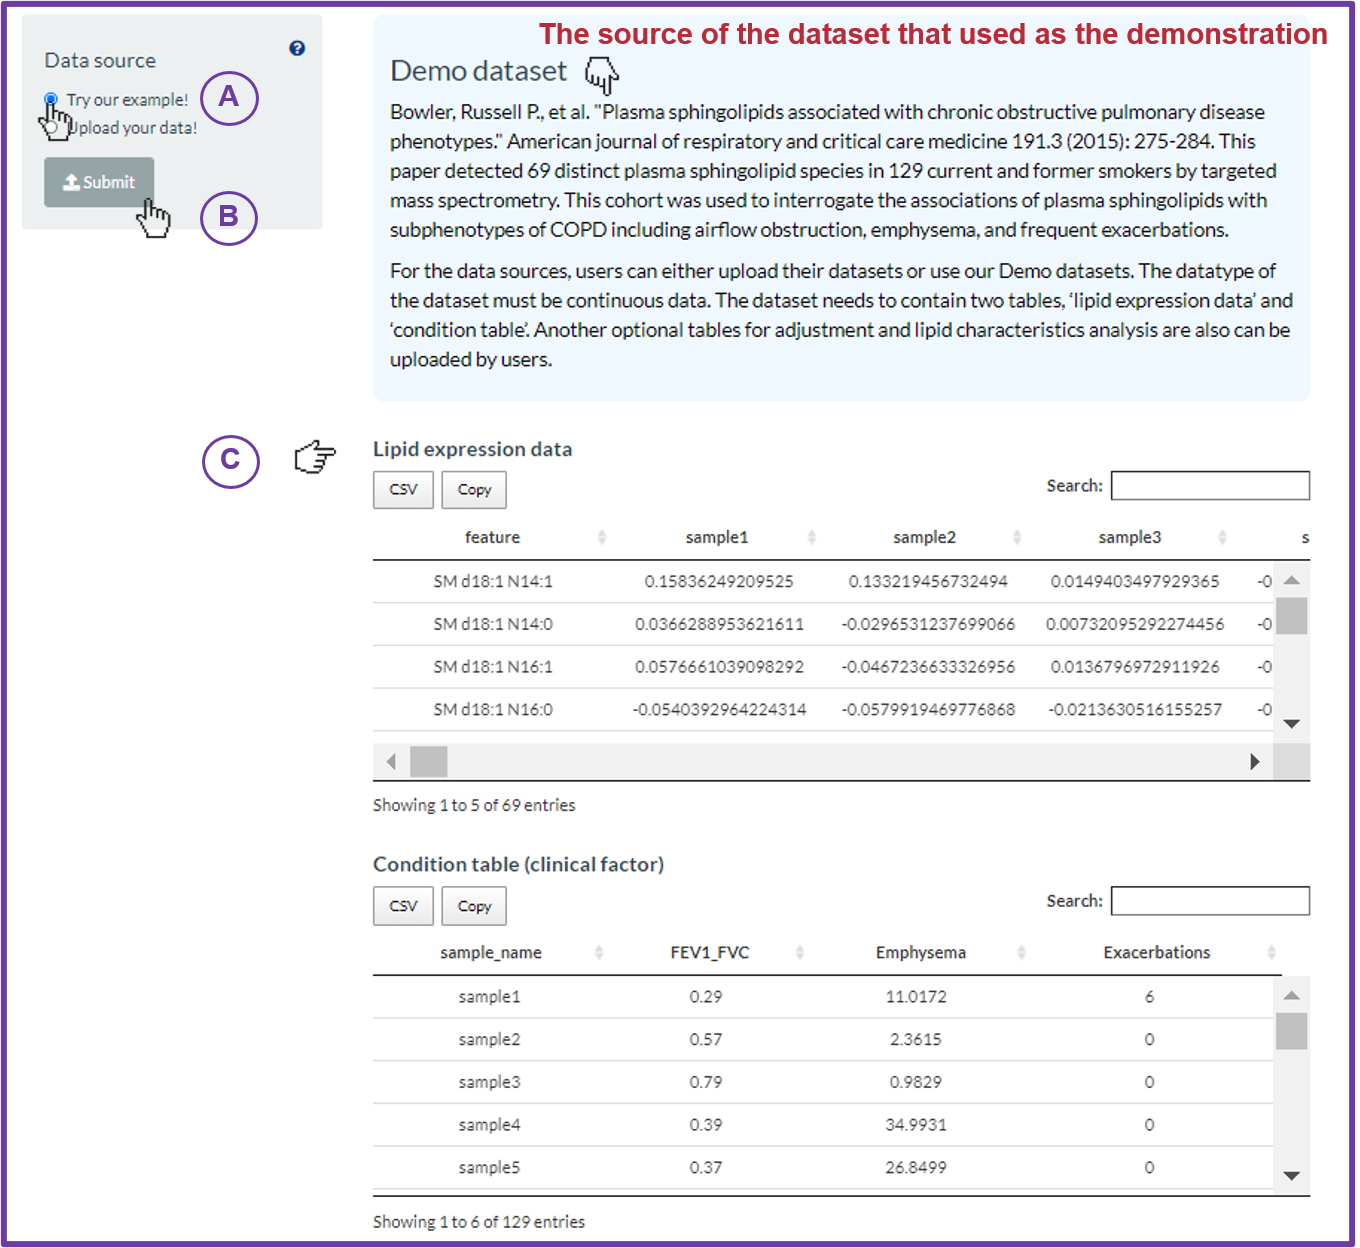 The source of the dataset that used as the demonstration
Data source
?
Try our example!
A
Upload your data!
Submit
B
Demo dataset
Bowler, Russell P., et al. "Plasma sphingolipids associated with chronic obstructive pulmonary disease
phenotypes." American journal of respiratory and critical care medicine 191.3 (2015): 275-284. This
paper detected 69 distinct plasma sphingolipid species in 129 current and former smokers by targeted
mass spectrometry. This cohort was used to interrogate the associations of plasma sphingolipids with
subphenotypes of COPD including airflow obstruction, emphysema, and frequent exacerbations.
For the data sources, users can either upload their datasets or use our Demo datasets. The datatype of
the dataset must be continuous data. The dataset needs to contain two tables, ‘lipid expression data’ and
‘condition table’. Another optional tables for adjustment and lipid characteristics analysis are also can be
uploaded by users.
C
Lipid expression data
CSV Copy Search:
feature sample1 sample2 sample3 s
SM d18:1 N14:1 0.15836249209525 0.133219456732494 0.0149403497929365 -0
SM d18:1 N14:0 0.0366288953621611 -0.0296531237699066 0.00732095292274456 -0
SM d18:1 N16:1 0.0576661039098292 -0.0467236633326956 0.0136796972911926 -0
SM d18:1 N16:0 -0.0540392964224314 -0.0579919469776868 -0.0213630516155257 -0
Showing 1 to 5 of 69 entries
Condition table (clinical factor)
CSV Copy Search:
sample_name FEV1_FVC Emphysema Exacerbations
sample1 0.29 11.0172 6
sample2 0.57 2.3615 0
sample3 0.79 0.9829 0
sample4 0.39 34.9931 0
sample5 0.37 26.8499 0
Showing 1 to 6 of 129 entries